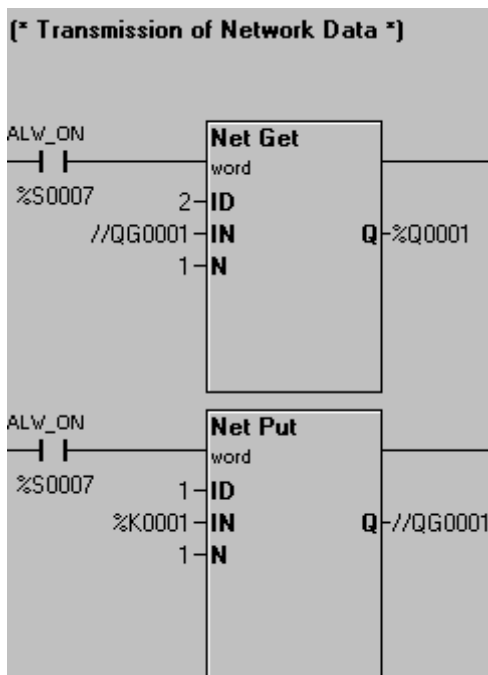 (* Transmission of Network Data *)
ALW_ON
Net Get
word
%S0007
2 ID
//QG0001 IN Q %Q0001
1 N
ALW_ON
Net Put
word
%S0007
1 ID
%K0001 IN Q //QG0001
1 N